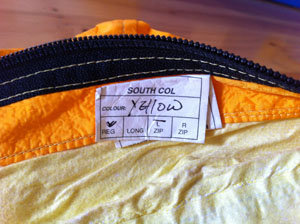 SOUTH COL
COLOUR: YELLOW
REG LONG L ZIP R ZIP